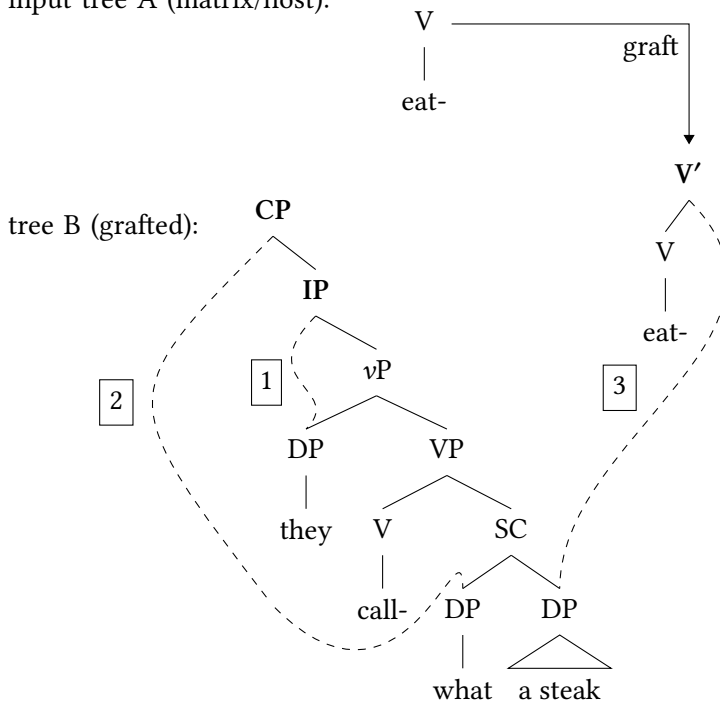 input tree A (matrix/host):
V
graft
eat-
V′
CP
tree B (grafted):
V
IP
eat-
1
vP
3
2
DP
VP
they
V
SC
call-
DP
DP
what
a steak